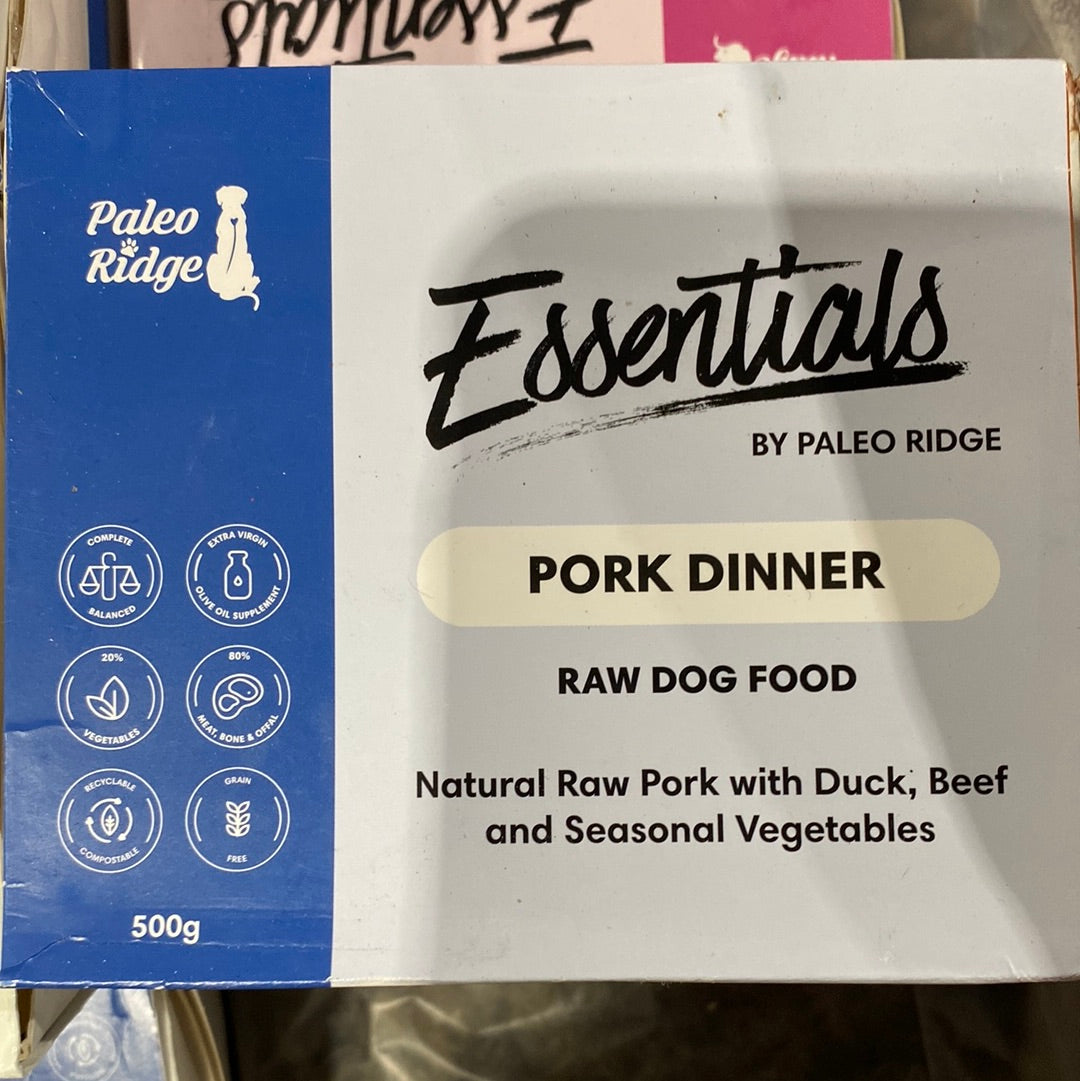 Essentials
Paleo
Ridge
Essentials
BY PALEO RIDGE
PORK DINNER
RAW DOG FOOD
Natural Raw Pork with Duck, Beef
and Seasonal Vegetables
COMPLETE
BALANCED
EXTRA VIRGIN
OLIVE OIL SUPPLEMENT
20%
VEGETABLES
80%
MEAT, BONE & OFFAL
RECYCLABLE
COMPOSTABLE
GRAIN
FREE
500g